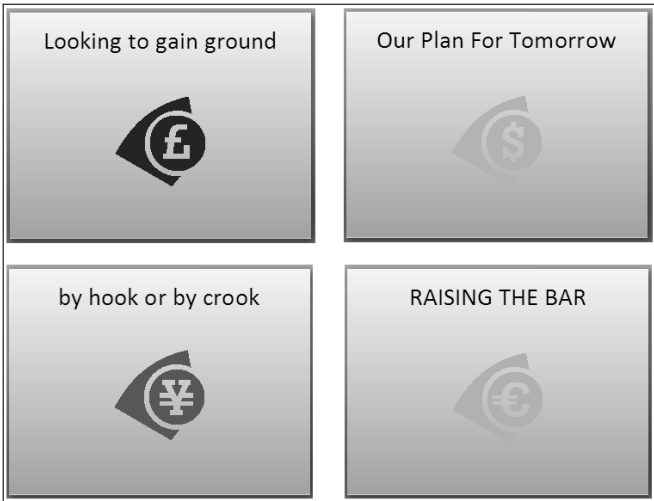 Looking to gain ground
£
Our Plan For Tomorrow
$
by hook or by crook
¥
RAISING THE BAR
€